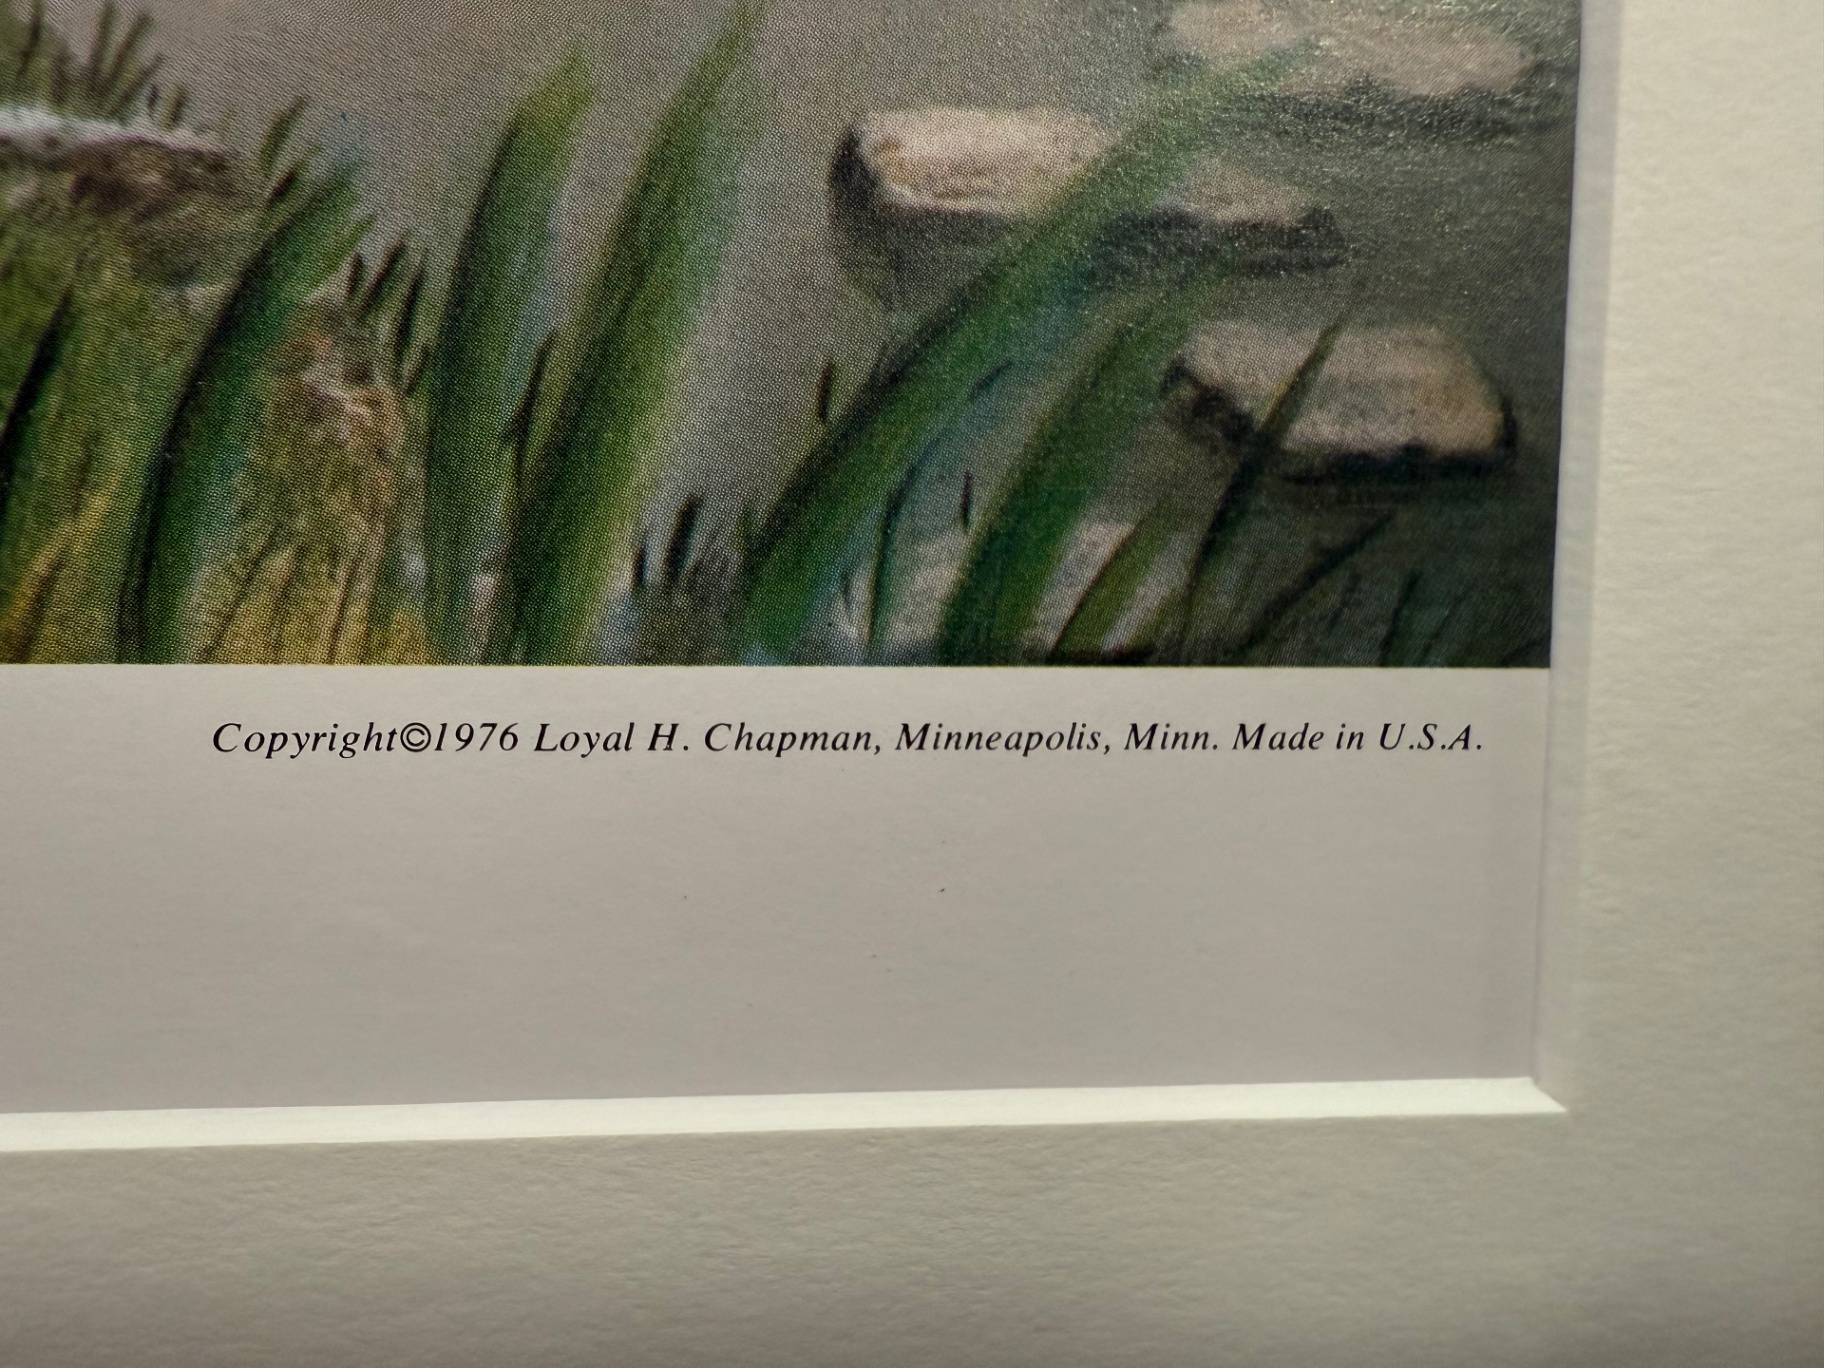 Copyright©1976 Loyal H. Chapman, Minneapolis, Minn. Made in U.S.A.